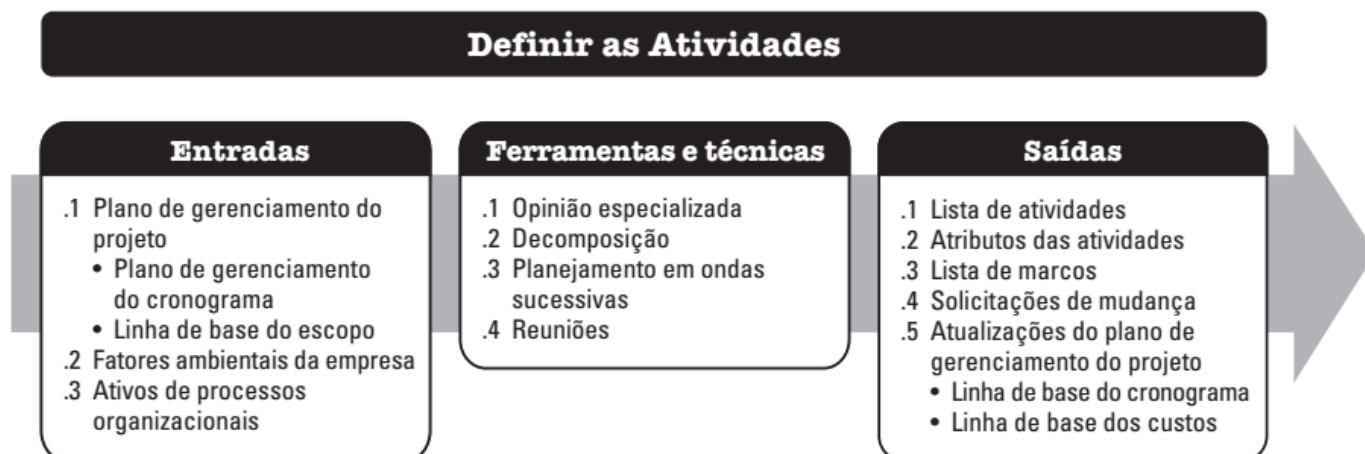 Definir as Atividades
Entradas
.1 Plano de gerenciamento do
projeto
• Plano de gerenciamento
do cronograma
• Linha de base do escopo
.2 Fatores ambientais da empresa
.3 Ativos de processos
organizacionais
Ferramentas e técnicas
.1 Opinião especializada
.2 Decomposição
.3 Planejamento em ondas
sucessivas
.4 Reuniões
Saídas
.1 Lista de atividades
.2 Atributos das atividades
.3 Lista de marcos
.4 Solicitações de mudança
.5 Atualizações do plano de
gerenciamento do projeto
• Linha de base do cronograma
• Linha de base dos custos